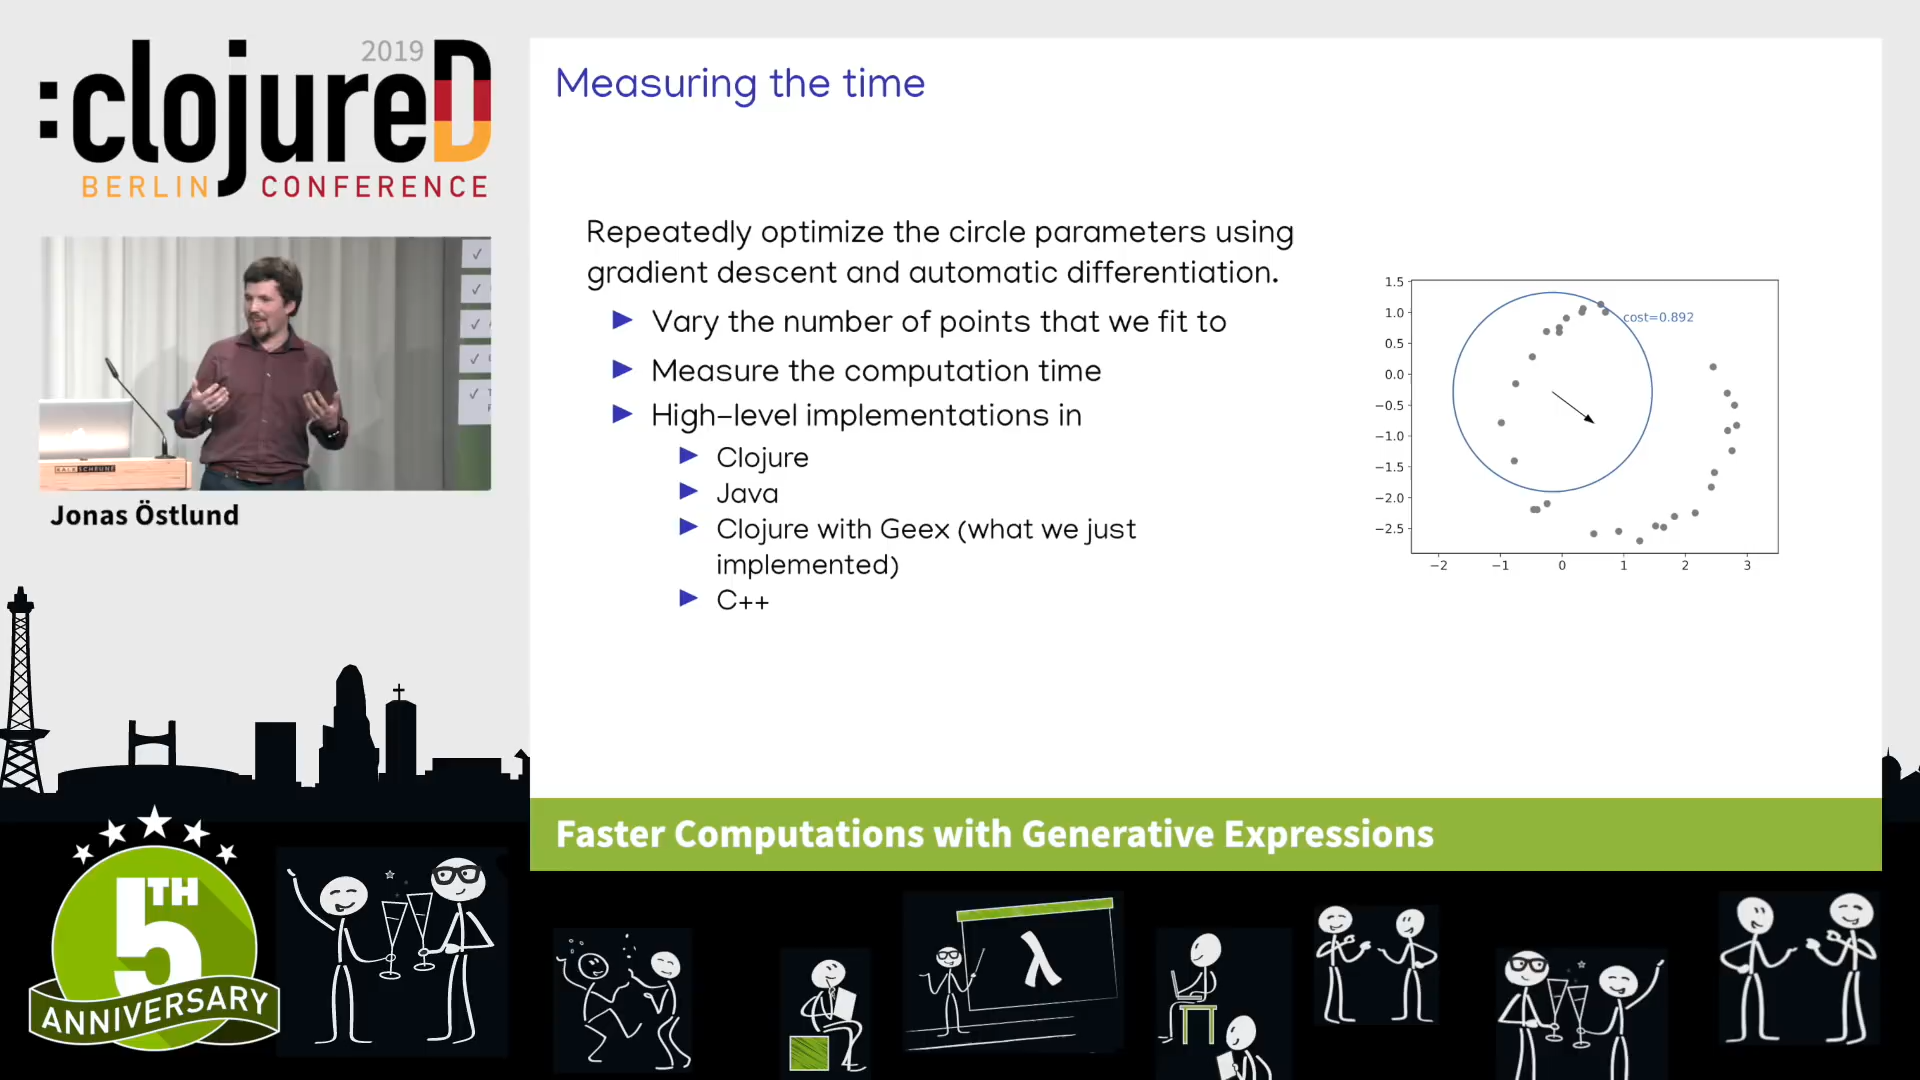 2019
:clojureD
BERLIN CONFERENCE
KALKSCHEUNE
Jonas Östlund
5TH
ANNIVERSARY
Measuring the time
Repeatedly optimize the circle parameters using
gradient descent and automatic differentiation.
Vary the number of points that we fit to
Measure the computation time
High-level implementations in
Clojure
Java
Clojure with Geex (what we just
implemented)
C++
1.5
1.0
0.5
0.0
−0.5
−1.0
−1.5
−2.0
−2.5
cost=0.892
−2 −1 0 1 2 3
Faster Computations with Generative Expressions
λ